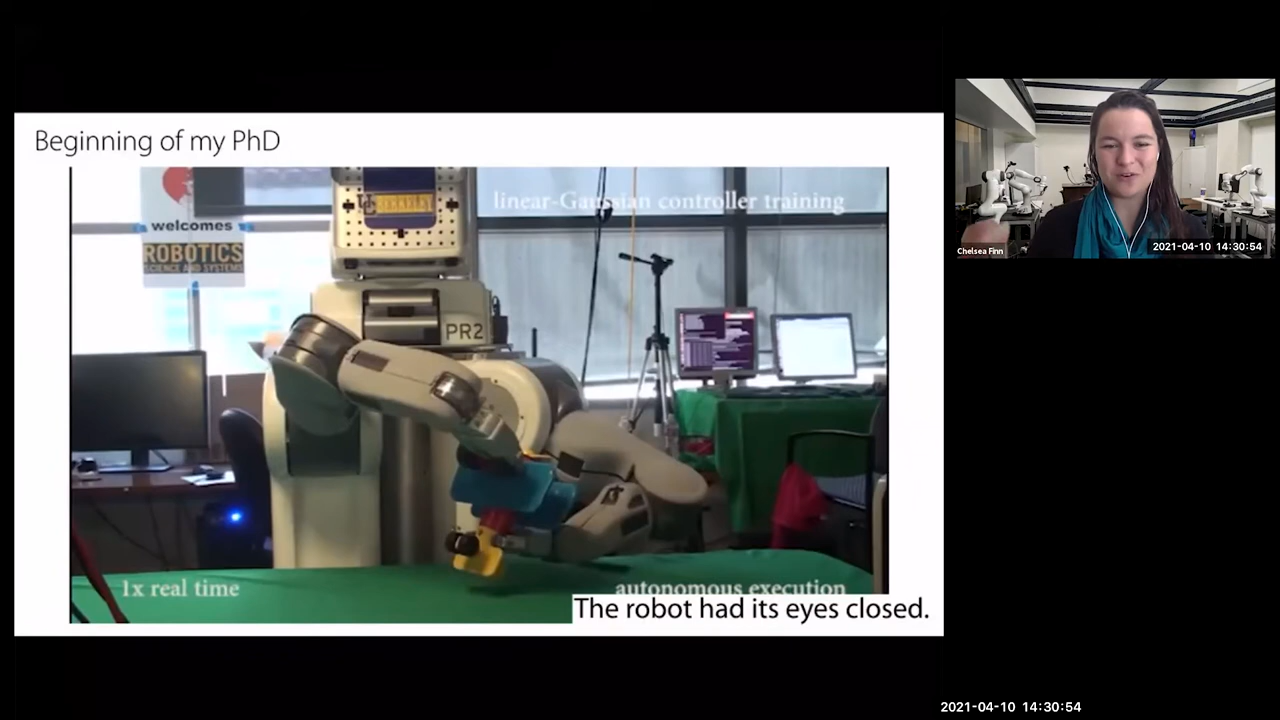 Beginning of my PhD
linear-Gaussian controller training
welcomes
ROBOTICS
SCIENCE AND SYSTEMS
UC BERKELEY
PR2
1x real time
autonomous execution
The robot had its eyes closed.
Chelsea Finn
2021-04-10 14:30:54
2021-04-10 14:30:54